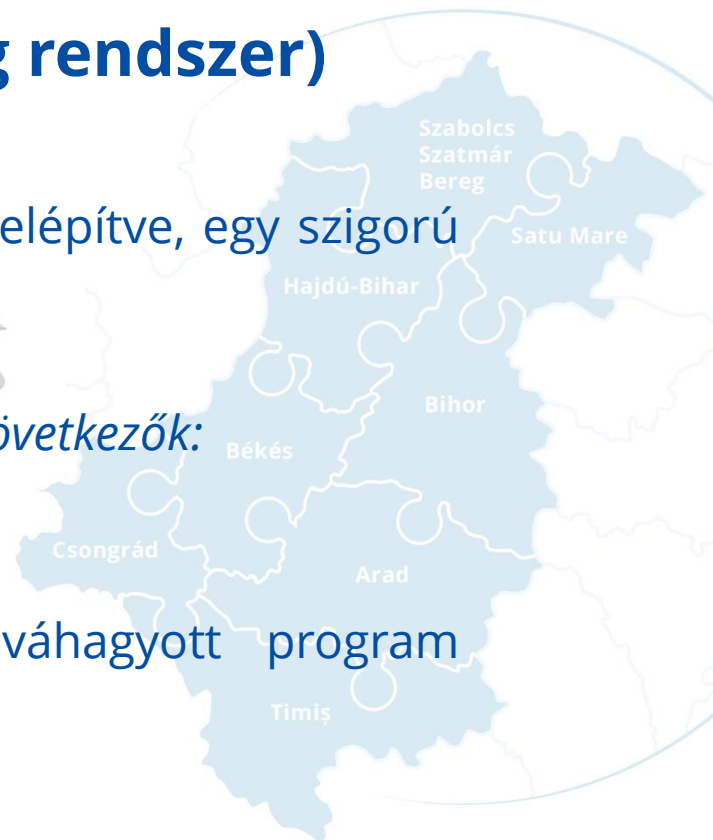 g rendszer)
Szabolcs
Szatmár
Bereg
elépítve, egy szigorú
Satu Mare
Hajdú-Bihar
Bihor
övetkezők:
Békés
Csongrád
Arad
váhagyott program
Timiș